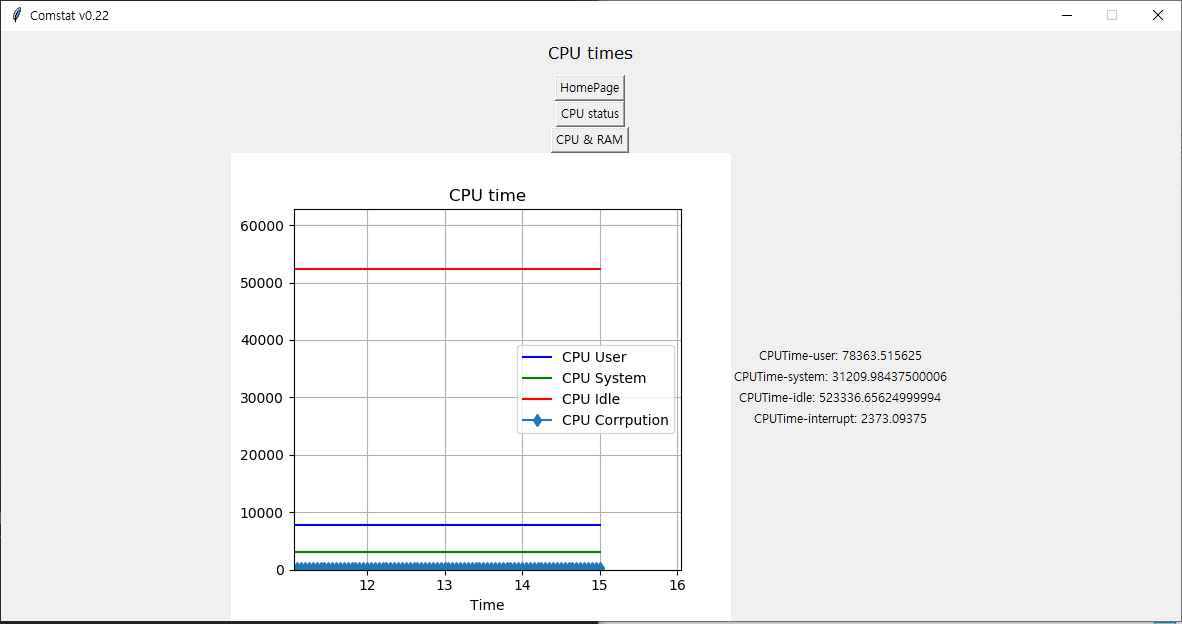 Comstat v0.22
CPU times
HomePage
CPU status
CPU & RAM
CPU time
60000
50000
40000
30000
20000
10000
0
CPU User
CPU System
CPU Idle
CPU Corrpution
12 13 14 15 16
Time
CPUTime-user: 78363.515625
CPUTime-system: 31209.98437500006
CPUTime-idle: 523336.65624999994
CPUTime-interrupt: 2373.09375